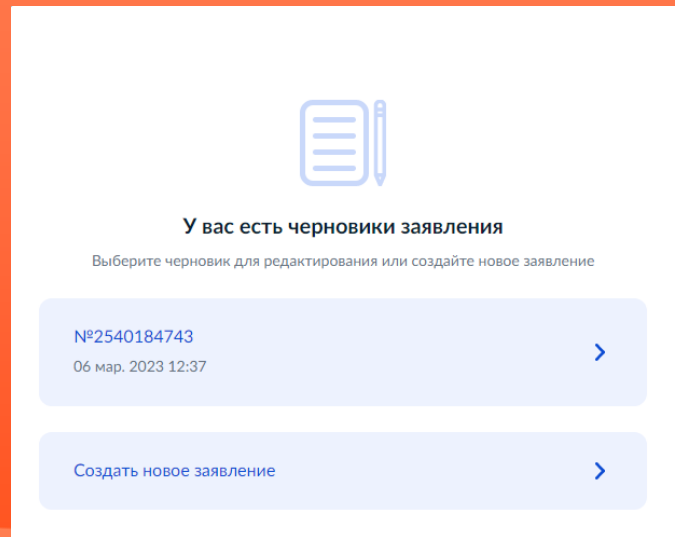 У вас есть черновики заявления
Выберите черновик для редактирования или создайте новое заявление
№2540184743
06 мар. 2023 12:37
Создать новое заявление